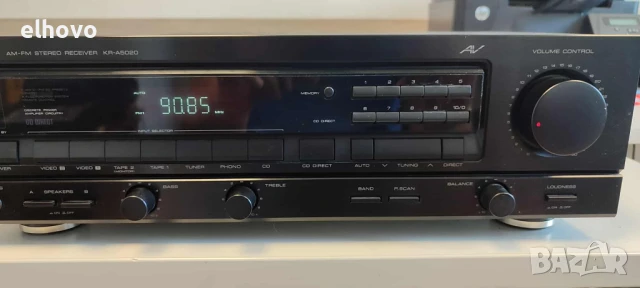 elhovo
AM-FM STEREO RECEIVER KR-A5020
AV
VOLUME CONTROL
AUTO
90.85 MHz
MEMORY
1 2 3 4 5
6 7 8 9 10/0
CD DIRECT
INPUT SELECTOR
VIDEO TAPE 2 TAPE 1 TUNER PHONO CD CD DIRECT AUTO TUNING DIRECT
A SPEAKERS B
BASS
TREBLE
BAND
P.SCAN
BALANCE
LOUDNESS
BAZAR